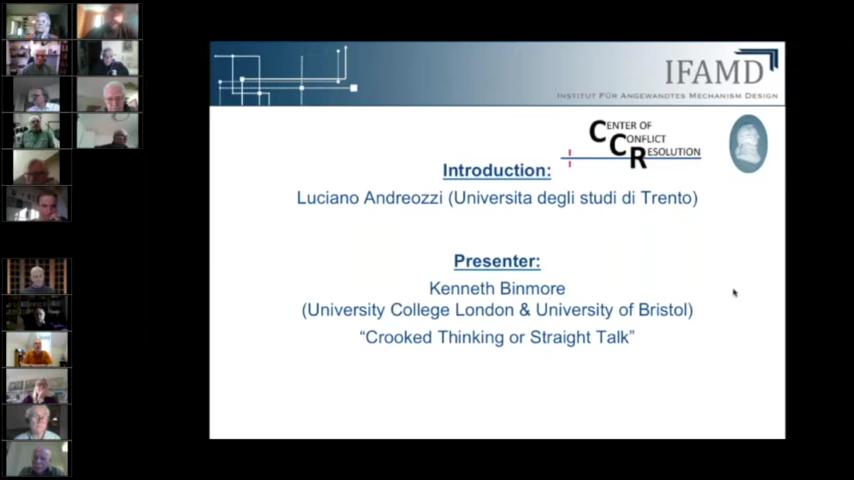 IFAMD
INSTITUT FÜR ANGEWANDTES MECHANISM DESIGN
CENTER OF
CONFLICT
RESOLUTION
Introduction:
Luciano Andreozzi (Universita degli studi di Trento)
Presenter:
Kenneth Binmore
(University College London & University of Bristol)
“Crooked Thinking or Straight Talk”